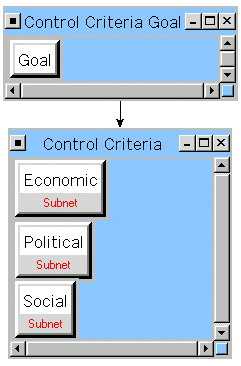 Control Criteria Goal
Goal
Control Criteria
Economic
Subnet
Political
Subnet
Social
Subnet